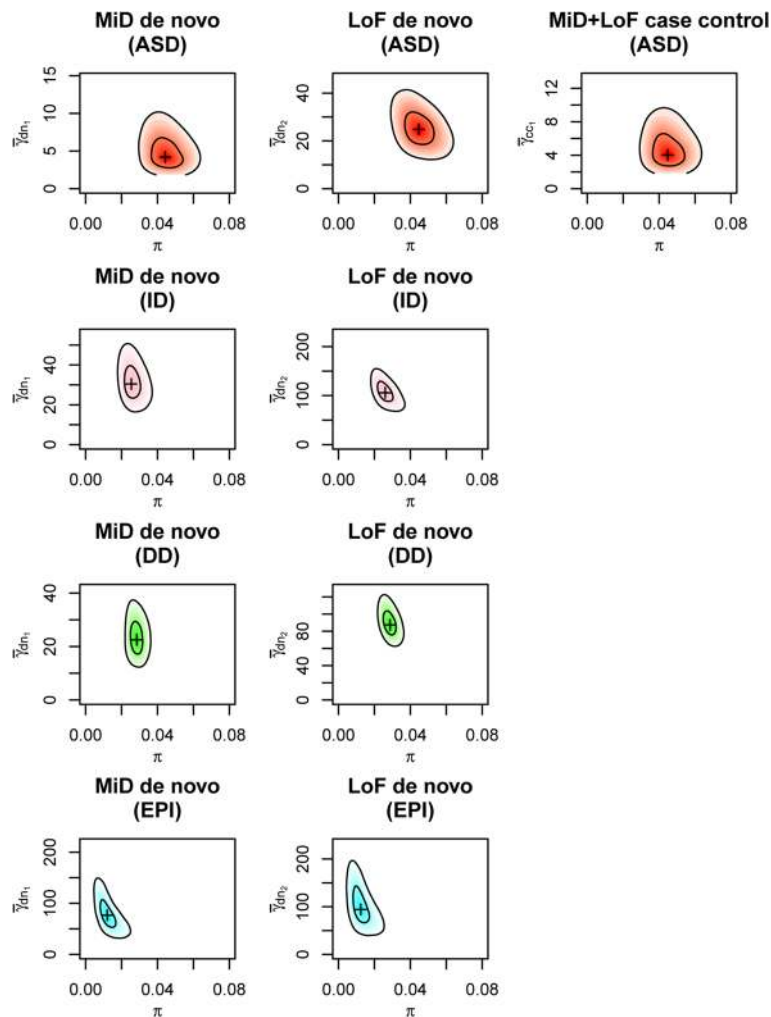 MiD de novo
(ASD)
LoF de novo
(ASD)
MiD+LoF case control
(ASD)
γ̅dn₁
0 5 10 15
0.00 0.04 0.08
π
γ̅dn₂
0 20 40
0.00 0.04 0.08
π
γ̅cc₁
0 4 8 12
0.00 0.04 0.08
π
MiD de novo
(ID)
LoF de novo
(ID)
γ̅dn₁
0 20 40
0.00 0.04 0.08
π
γ̅dn₂
0 100 200
0.00 0.04 0.08
π
MiD de novo
(DD)
LoF de novo
(DD)
γ̅dn₁
0 20 40
0.00 0.04 0.08
π
γ̅dn₂
0 40 80
0.00 0.04 0.08
π
MiD de novo
(EPI)
LoF de novo
(EPI)
γ̅dn₁
0 100 200
0.00 0.04 0.08
π
γ̅dn₂
0 100 200
0.00 0.04 0.08
π